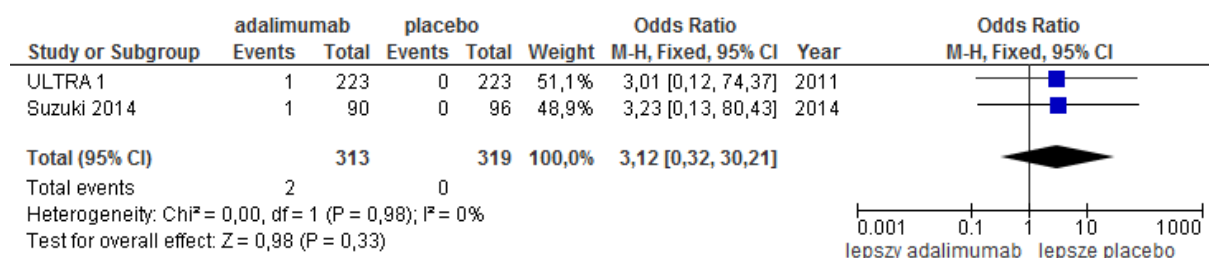 adalimumab placebo Odds Ratio Odds Ratio
Study or Subgroup Events Total Events Total Weight M-H, Fixed, 95% CI Year M-H, Fixed, 95% CI
ULTRA 1 1 223 0 223 51,1% 3,01 [0,12, 74,37] 2011
Suzuki 2014 1 90 0 96 48,9% 3,23 [0,13, 80,43] 2014
Total (95% CI) 313 319 100,0% 3,12 [0,32, 30,21]
Total events 2 0
Heterogeneity: Chi² = 0,00, df = 1 (P = 0,98); I² = 0%
Test for overall effect: Z = 0,98 (P = 0,33)
0.001 0.1 1 10 1000
lepszy adalimumab lepsze placebo